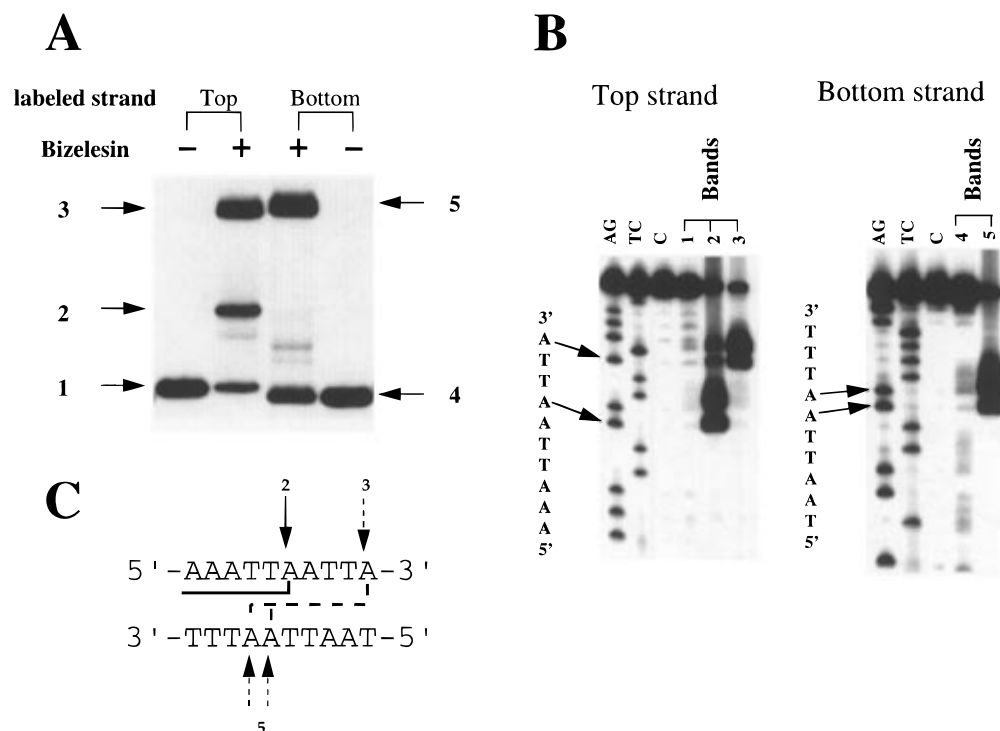 A
labeled strand Top Bottom
Bizelesin − + + −
3 5
2
1 4
B
Top strand
Bands
AG TC C 1 2 3
3’
A
T
T
A
A
T
T
A
A
5’
Bottom strand
Bands
AG TC C 4 5
3’
T
T
T
A
A
T
T
A
A
T
5’
C
2 3
5 ' -AAATTAATTA-3 '
3 ' -TTTAATTAAT-5 '
5